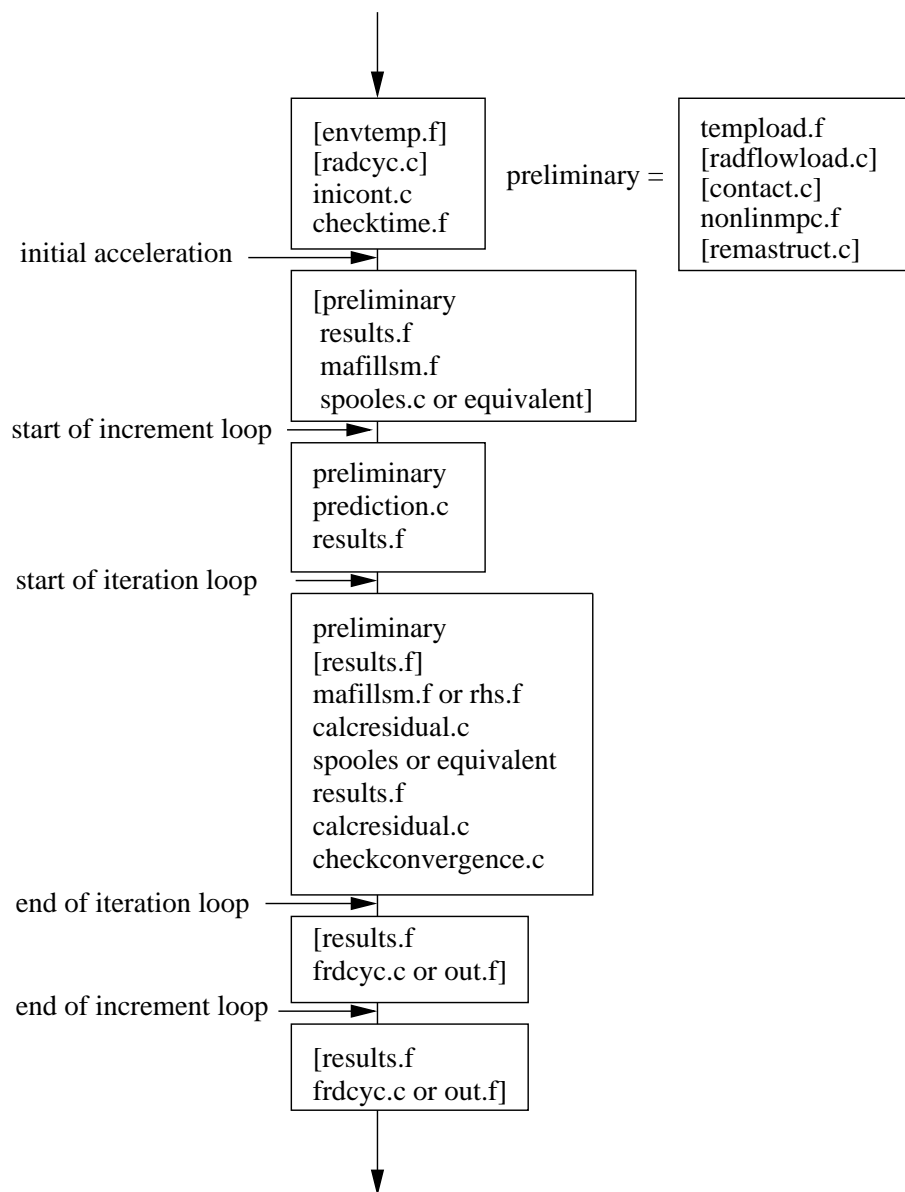 [envtemp.f]
[radcyc.c]
inicont.c
checktime.f
preliminary =
tempload.f
[radflowload.c]
[contact.c]
nonlinmpc.f
[remastruct.c]
initial acceleration
[preliminary
results.f
mafillsm.f
spooles.c or equivalent]
start of increment loop
preliminary
prediction.c
results.f
start of iteration loop
preliminary
[results.f]
mafillsm.f or rhs.f
calcresidual.c
spooles or equivalent
results.f
calcresidual.c
checkconvergence.c
end of iteration loop
[results.f
frdcyc.c or out.f]
end of increment loop
[results.f
frdcyc.c or out.f]